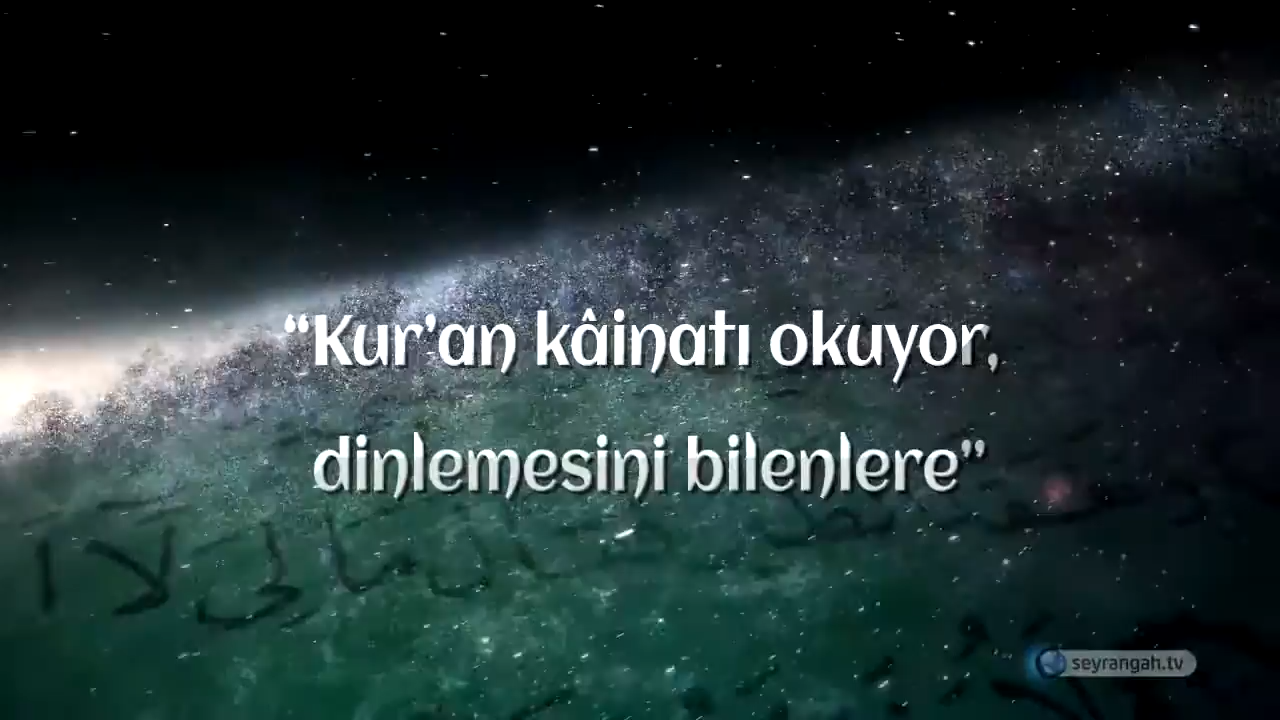 “Kur’an kâinatı okuyor,
dinlemesini bilenlere”
seyrangah.tv